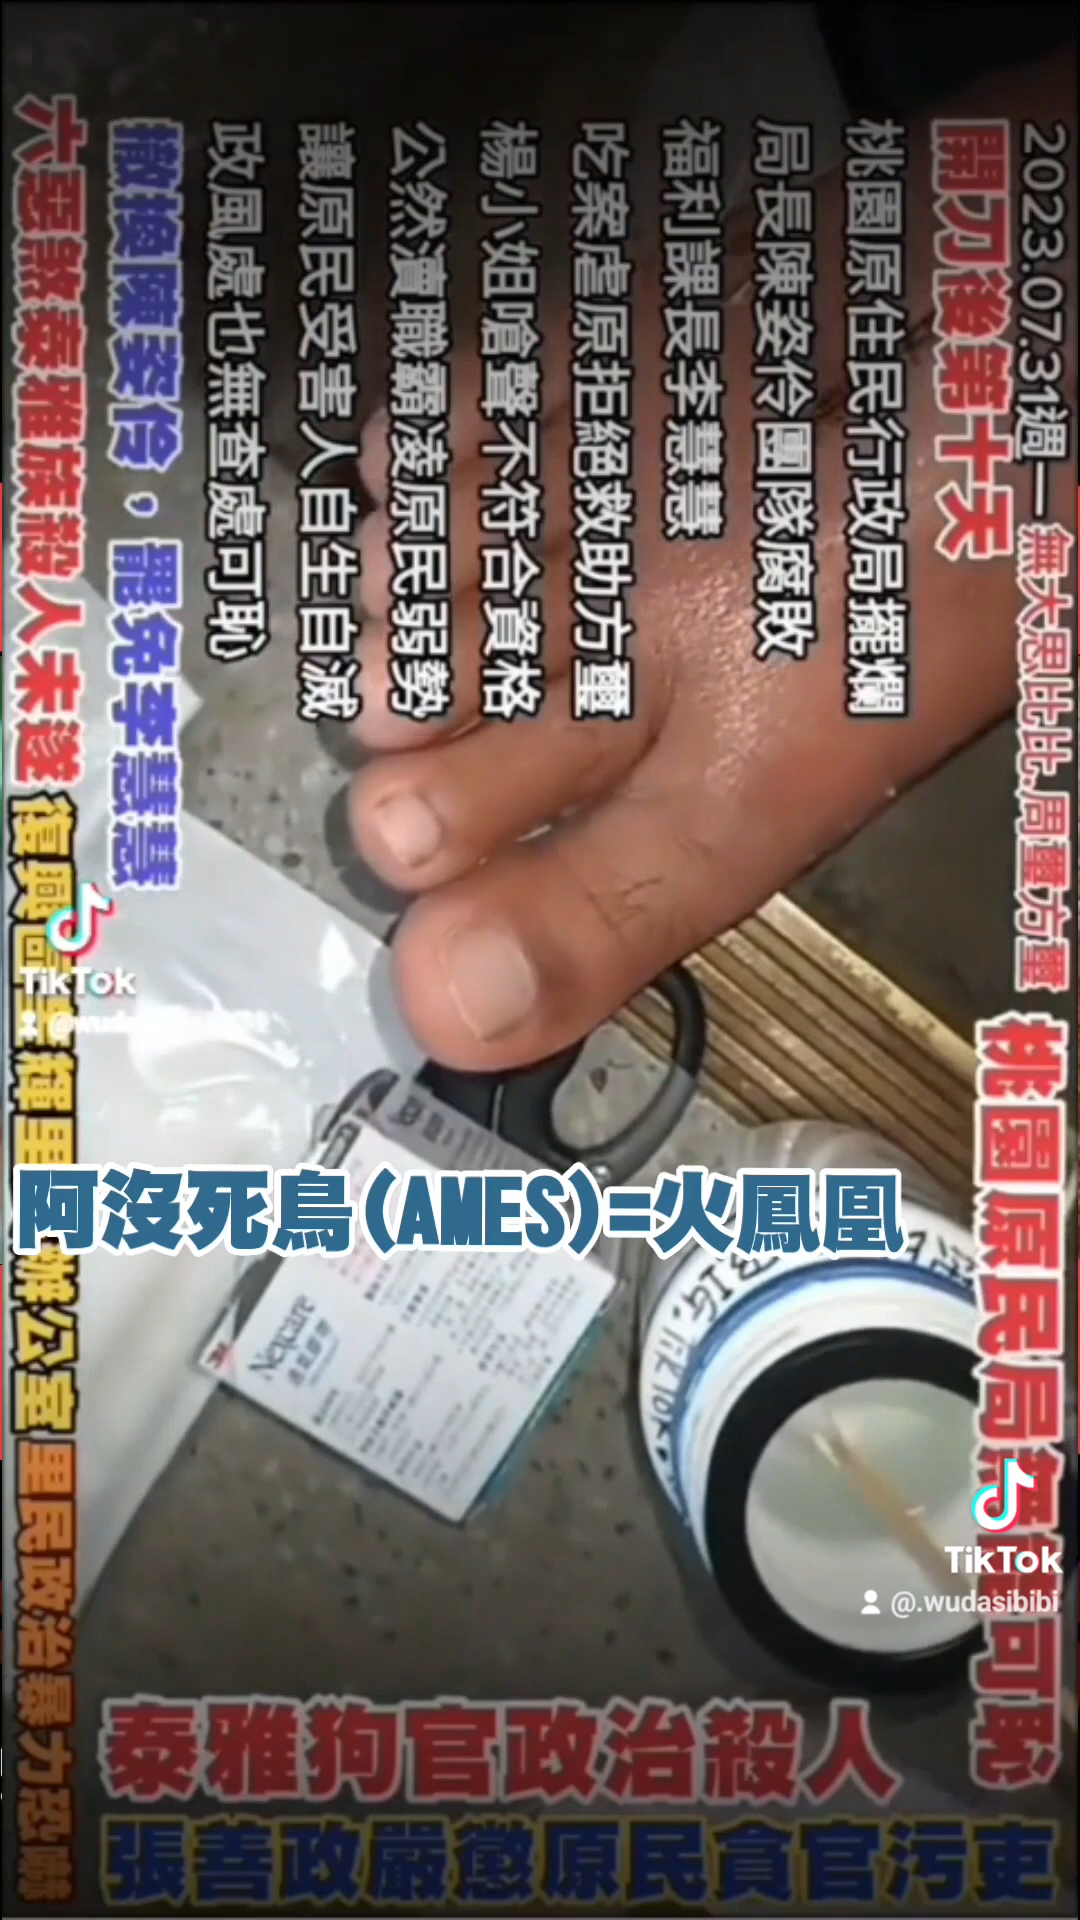 2023.07.31週一
無大思比比.周璽方璽
開刀後第十天
桃園原住民行政局擺爛
局長陳姿伶團隊腐敗
福利課長李慧慧
吃案虐原拒絕救助方璽
楊小姐嗆聲不符合資格
公然瀆職霸凌原民弱勢
讓原民受害人自生自滅
政風處也無查處可恥
撤換陳姿伶，罷免李慧慧
六惡煞泰雅族殺人未遂
里民政治暴力恐嚇
桃園原民局
可恥
阿沒死鳥(AMES)=火鳳凰
泰雅狗官政治殺人
張善政嚴懲原民貪官污吏
TikTok
TikTok
@.wudasibibi
3M
Nexcare